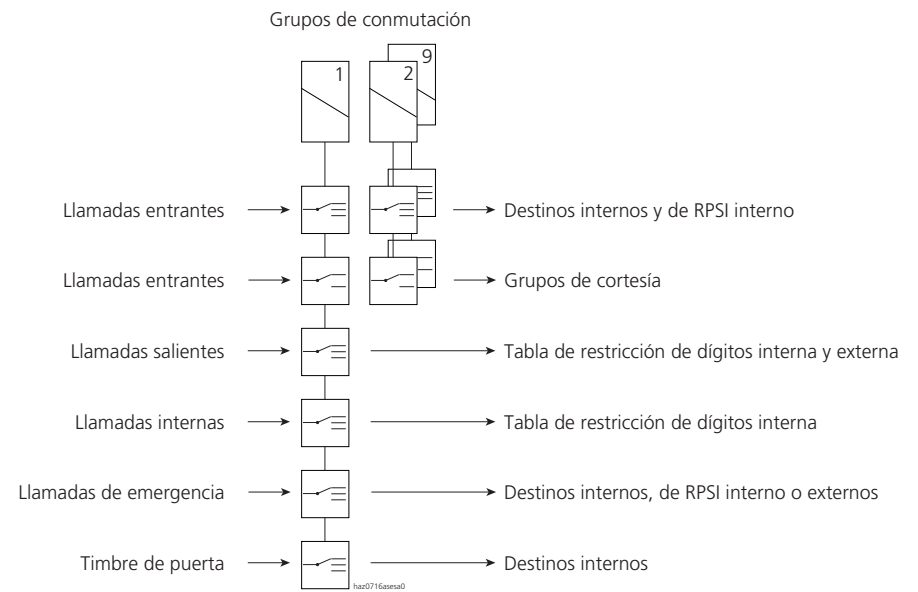 Grupos de conmutación
1
2
9
Llamadas entrantes
Destinos internos y de RPSI interno
Llamadas entrantes
Grupos de cortesía
Llamadas salientes
Tabla de restricción de dígitos interna y externa
Llamadas internas
Tabla de restricción de dígitos interna
Llamadas de emergencia
Destinos internos, de RPSI interno o externos
Timbre de puerta
Destinos internos
haz0716asesa0